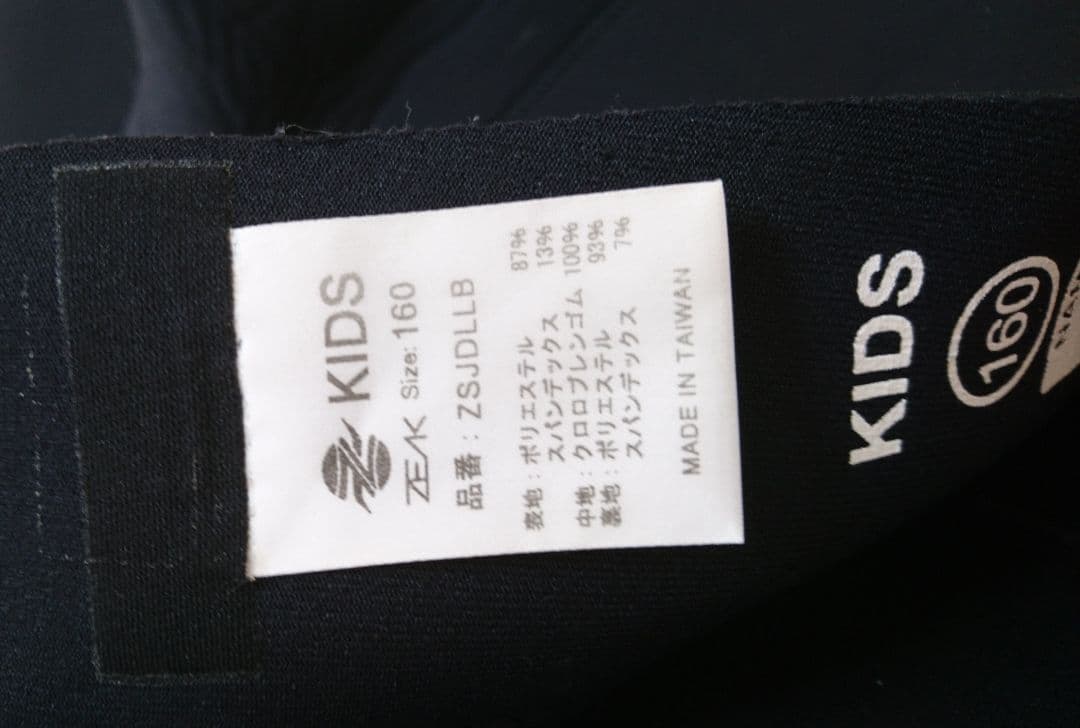 KIDS
ZEAK Size: 160
品番：ZSJDLLB
表地：ポリエステル 87%
スパンデックス 13%
中地：クロロプレンゴム 100%
裏地：ポリエステル 93%
スパンデックス 7%
MADE IN TAIWAN
KIDS
160